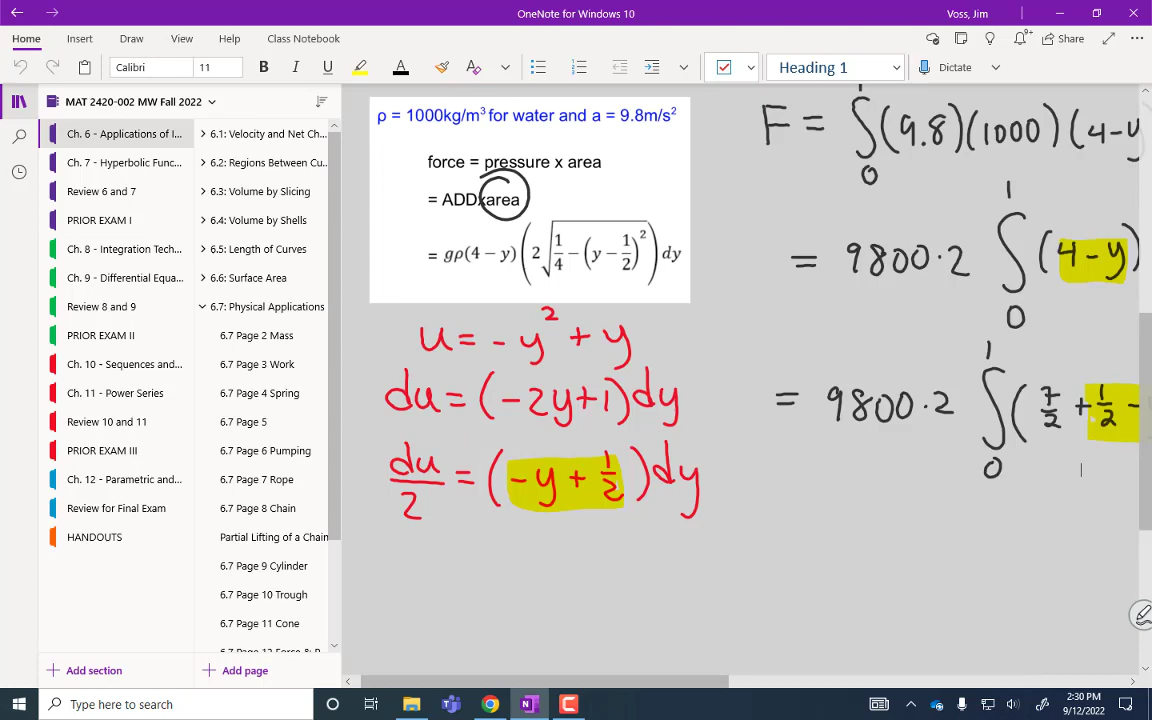 OneNote for Windows 10
Voss, Jim
Home Insert Draw View Help Class Notebook
Share
Calibri 11 B I U A Heading 1 Dictate
MAT 2420-002 MW Fall 2022
Ch. 6 - Applications of I...
Ch. 7 - Hyperbolic Func...
Review 6 and 7
PRIOR EXAM I
Ch. 8 - Integration Tech...
Ch. 9 - Differential Equa...
Review 8 and 9
PRIOR EXAM II
Ch. 10 - Sequences and...
Ch. 11 - Power Series
Review 10 and 11
PRIOR EXAM III
Ch. 12 - Parametric and...
Review for Final Exam
HANDOUTS
Add section
6.1: Velocity and Net Ch...
6.2: Regions Between Cu...
6.3: Volume by Slicing
6.4: Volume by Shells
6.5: Length of Curves
6.6: Surface Area
6.7: Physical Applications
6.7 Page 2 Mass
6.7 Page 3 Work
6.7 Page 4 Spring
6.7 Page 5
6.7 Page 6 Pumping
6.7 Page 7 Rope
6.7 Page 8 Chain
Partial Lifting of a Chain
6.7 Page 9 Cylinder
6.7 Page 10 Trough
6.7 Page 11 Cone
Add page
ρ = 1000kg/m³ for water and a = 9.8m/s²
force = pressure x area
= ADDxarea
= gρ(4 − y)(2√(1/4 − (y − 1/2)²))dy
u = -y² + y
du = (-2y+1)dy
du/2 = (-y + 1/2)dy
F = ∫₀¹ (9.8)(1000)(4-y
= 9800·2 ∫₀¹ (4-y)
= 9800·2 ∫₀¹ (7/2 + 1/2 -
Type here to search
2:30 PM
9/12/2022